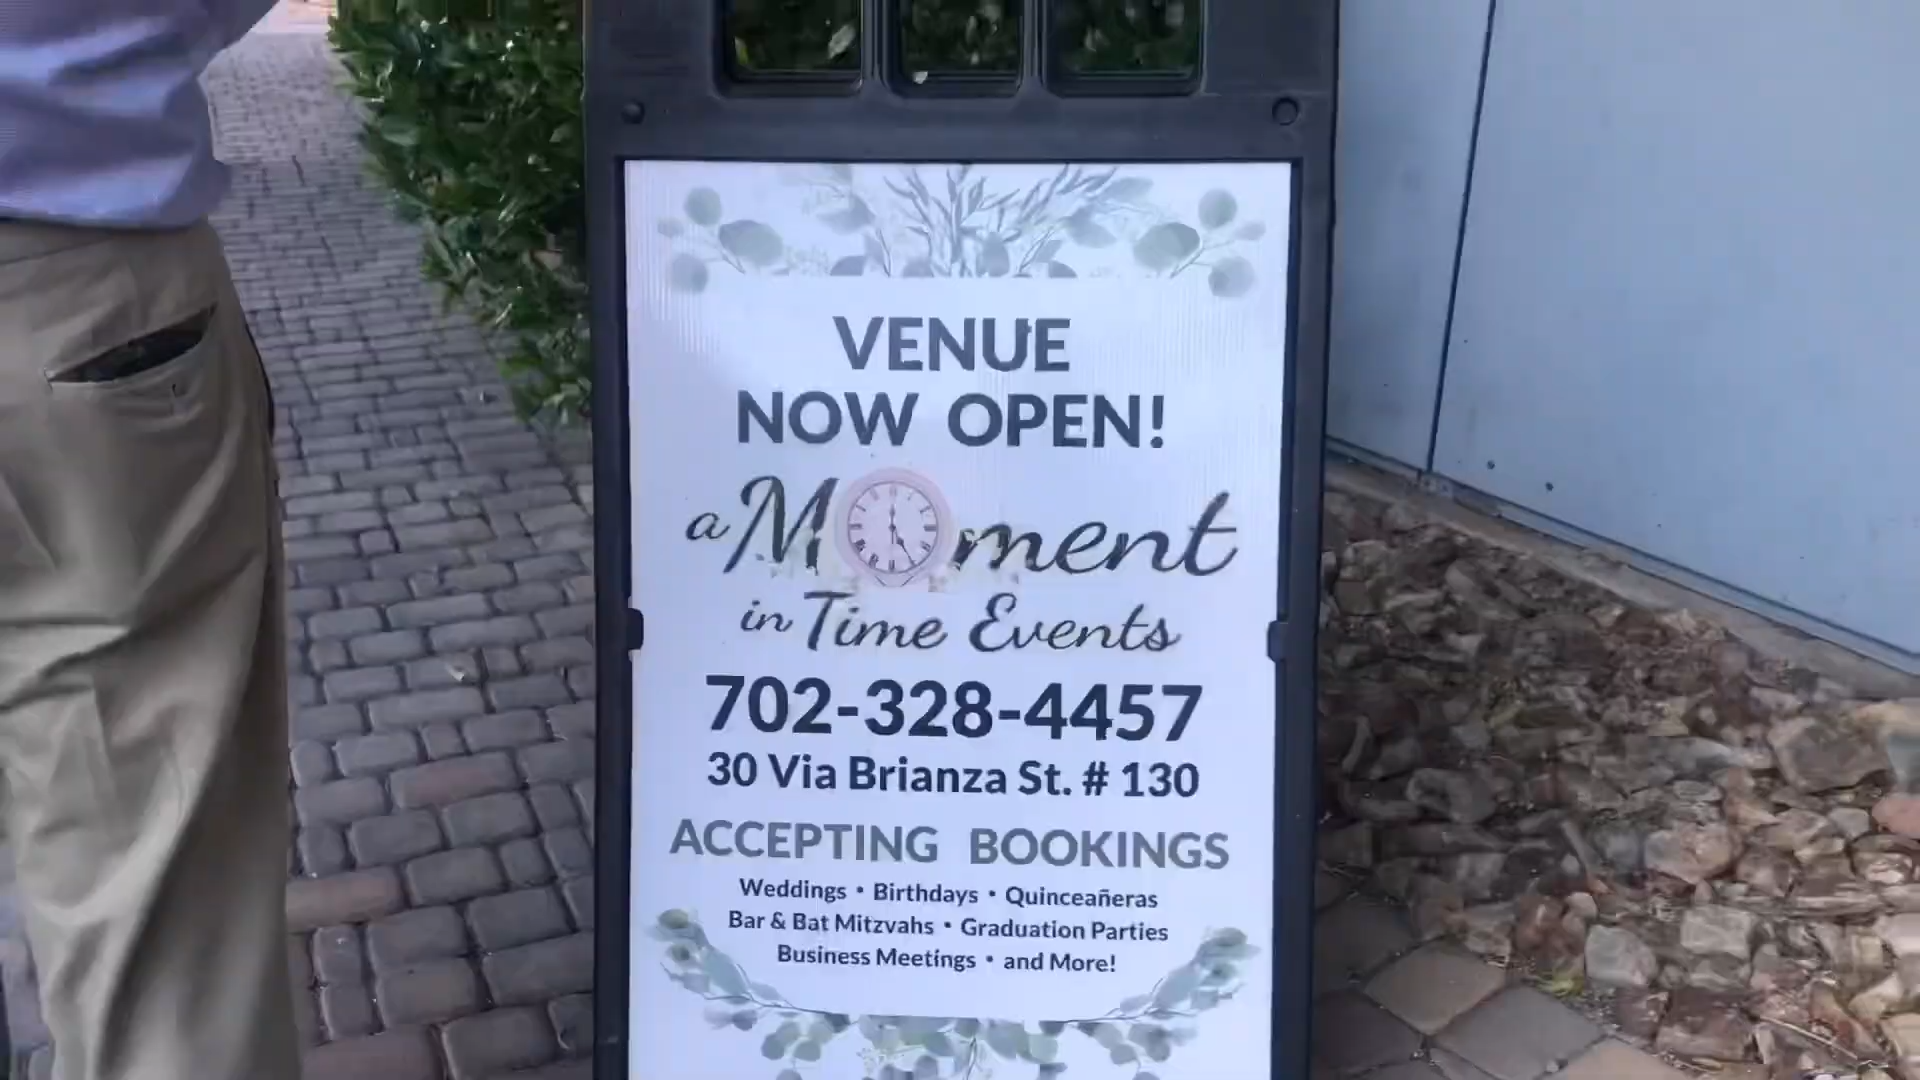 VENUE
NOW OPEN!
a Moment
in Time Events
702-328-4457
30 Via Brianza St. # 130
ACCEPTING BOOKINGS
Weddings • Birthdays • Quinceañeras
Bar & Bat Mitzvahs • Graduation Parties
Business Meetings • and More!